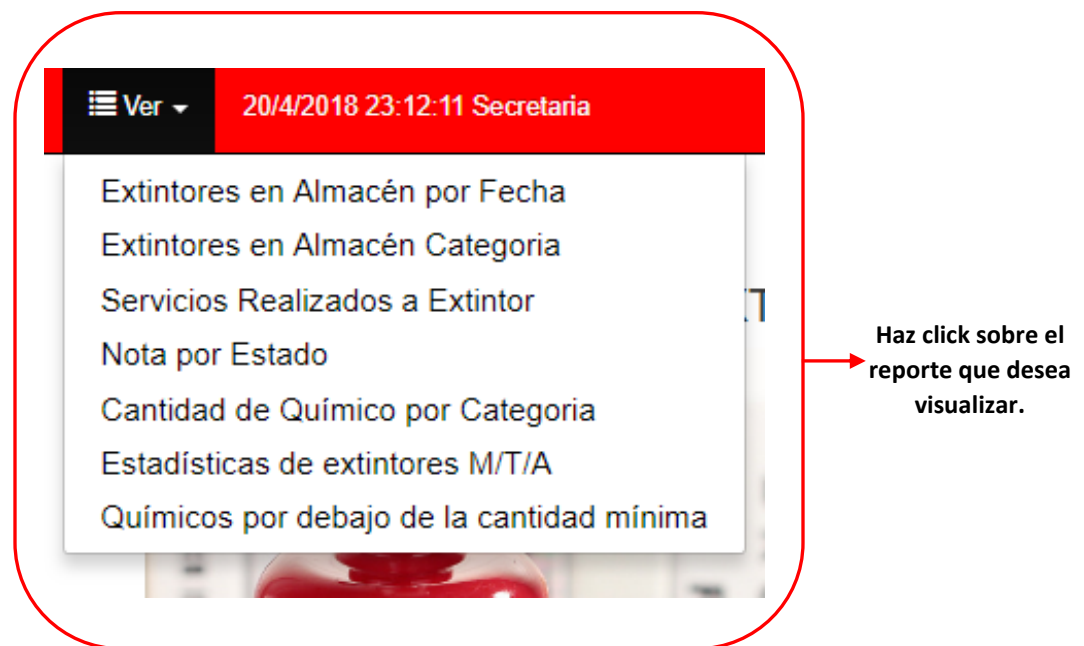 Ver
20/4/2018 23:12:11 Secretaria
Extintores en Almacén por Fecha
Extintores en Almacén Categoria
Servicios Realizados a Extintor
Nota por Estado
Cantidad de Químico por Categoria
Estadísticas de extintores M/T/A
Químicos por debajo de la cantidad mínima
Haz click sobre el
reporte que desea
visualizar.